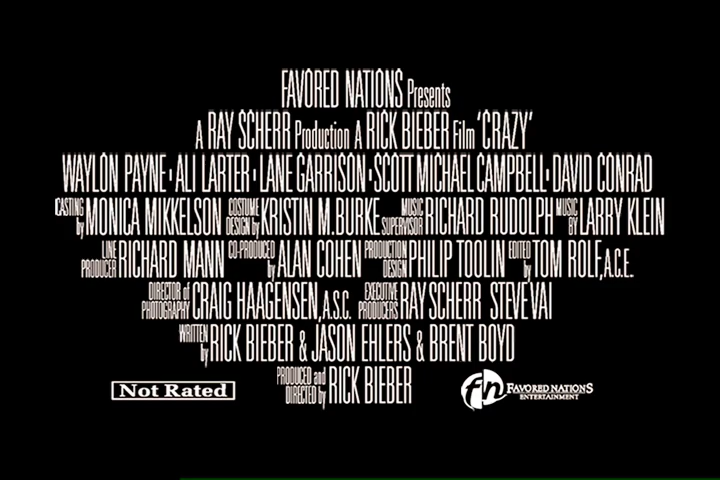 FAVORED NATIONS Presents
A RAY SCHERR Production A RICK BIEBER Film 'CRAZY'
WAYLON PAYNE • ALI LARTER • LANE GARRISON • SCOTT MICHAEL CAMPBELL • DAVID CONRAD
CASTING by MONICA MIKKELSON COSTUME DESIGN by KRISTIN M. BURKE MUSIC SUPERVISOR RICHARD RUDOLPH MUSIC BY LARRY KLEIN
LINE PRODUCER RICHARD MANN CO-PRODUCED by ALAN COHEN PRODUCTION DESIGN PHILIP TOOLIN EDITED by TOM ROLF, A.C.E.
DIRECTOR of PHOTOGRAPHY CRAIG HAAGENSEN, A.S.C. EXECUTIVE PRODUCERS RAY SCHERR STEVE VAI
WRITTEN by RICK BIEBER & JASON EHLERS & BRENT BOYD
PRODUCED and DIRECTED by RICK BIEBER
Not Rated
fn FAVORED NATIONS
ENTERTAINMENT